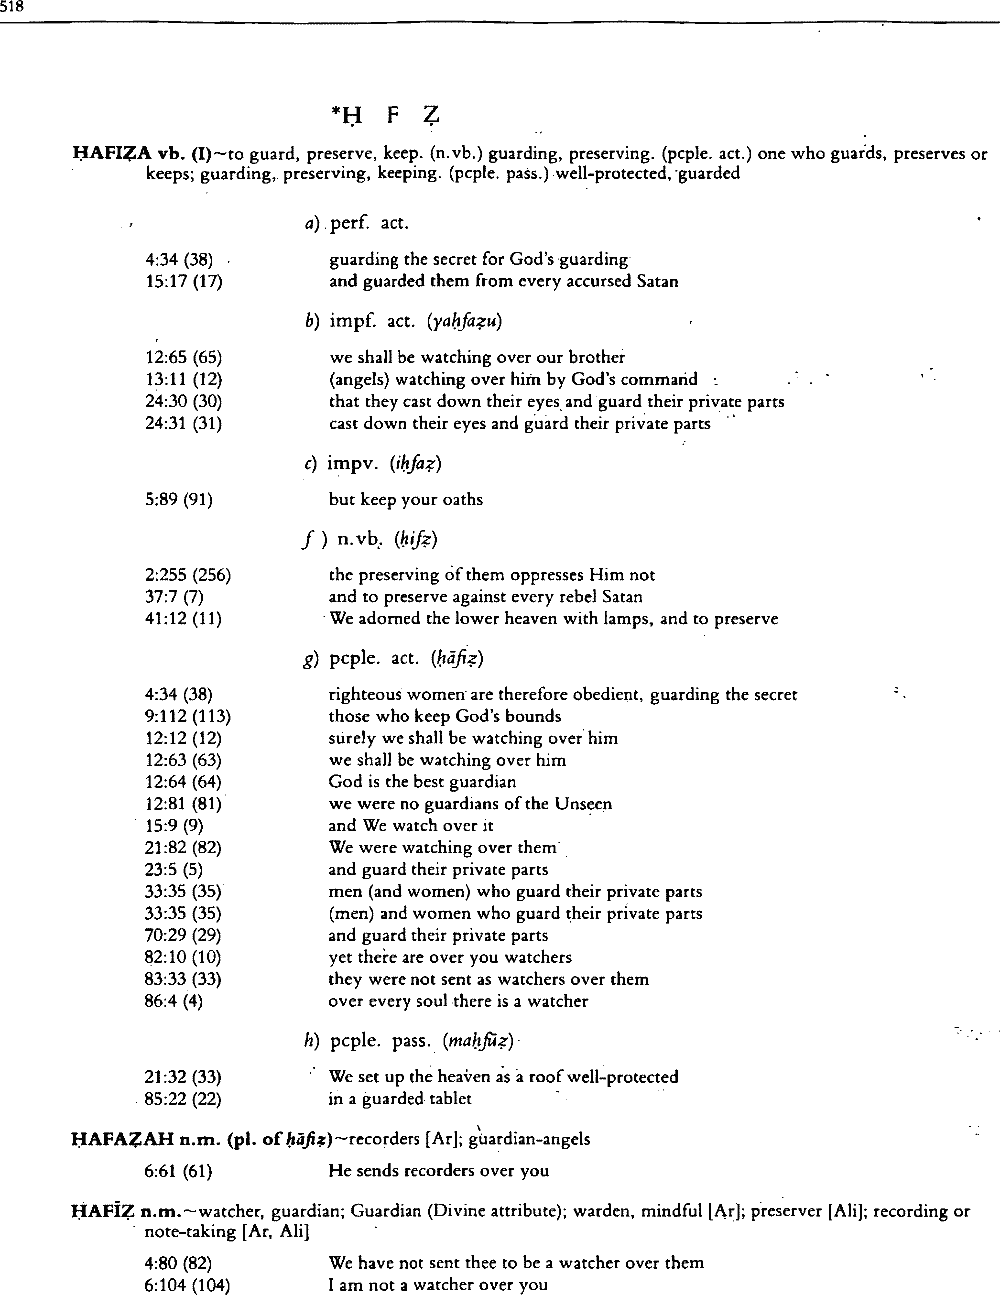 518
*Ḥ F Ẓ
ḤAFIẒA vb. (I)~to guard, preserve, keep. (n.vb.) guarding, preserving. (pcple. act.) one who guards, preserves or
keeps; guarding, preserving, keeping. (pcple. pass.) well-protected, guarded
a) perf. act.
4:34 (38) guarding the secret for God's guarding
15:17 (17) and guarded them from every accursed Satan
b) impf. act. (yaḥfaẓu)
12:65 (65) we shall be watching over our brother
13:11 (12) (angels) watching over him by God's command
24:30 (30) that they cast down their eyes and guard their private parts
24:31 (31) cast down their eyes and guard their private parts
c) impv. (iḥfaẓ)
5:89 (91) but keep your oaths
f ) n.vb. (ḥifẓ)
2:255 (256) the preserving of them oppresses Him not
37:7 (7) and to preserve against every rebel Satan
41:12 (11) We adorned the lower heaven with lamps, and to preserve
g) pcple. act. (ḥāfiẓ)
4:34 (38) righteous women are therefore obedient, guarding the secret
9:112 (113) those who keep God's bounds
12:12 (12) surely we shall be watching over him
12:63 (63) we shall be watching over him
12:64 (64) God is the best guardian
12:81 (81) we were no guardians of the Unseen
15:9 (9) and We watch over it
21:82 (82) We were watching over them
23:5 (5) and guard their private parts
33:35 (35) men (and women) who guard their private parts
33:35 (35) (men) and women who guard their private parts
70:29 (29) and guard their private parts
82:10 (10) yet there are over you watchers
83:33 (33) they were not sent as watchers over them
86:4 (4) over every soul there is a watcher
h) pcple. pass. (maḥfūẓ)
21:32 (33) We set up the heaven as a roof well-protected
85:22 (22) in a guarded tablet
ḤAFAẒAH n.m. (pl. of ḥāfiẓ)~recorders [Ar]; guardian-angels
6:61 (61) He sends recorders over you
ḤAFĪẒ n.m.~watcher, guardian; Guardian (Divine attribute); warden, mindful [Ar]; preserver [Ali]; recording or
note-taking [Ar, Ali]
4:80 (82) We have not sent thee to be a watcher over them
6:104 (104) I am not a watcher over you